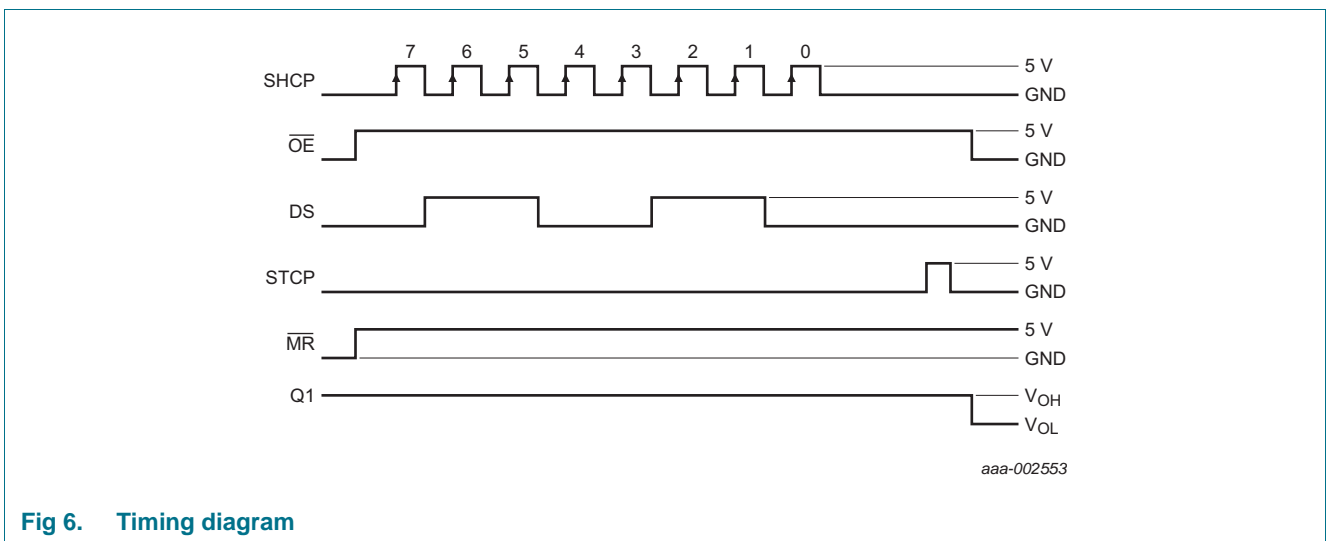 7 6 5 4 3 2 1 0
SHCP
5 V
GND
OE
5 V
GND
DS
5 V
GND
STCP
5 V
GND
MR
5 V
GND
Q1
VOH
VOL
aaa-002553
Fig 6. Timing diagram